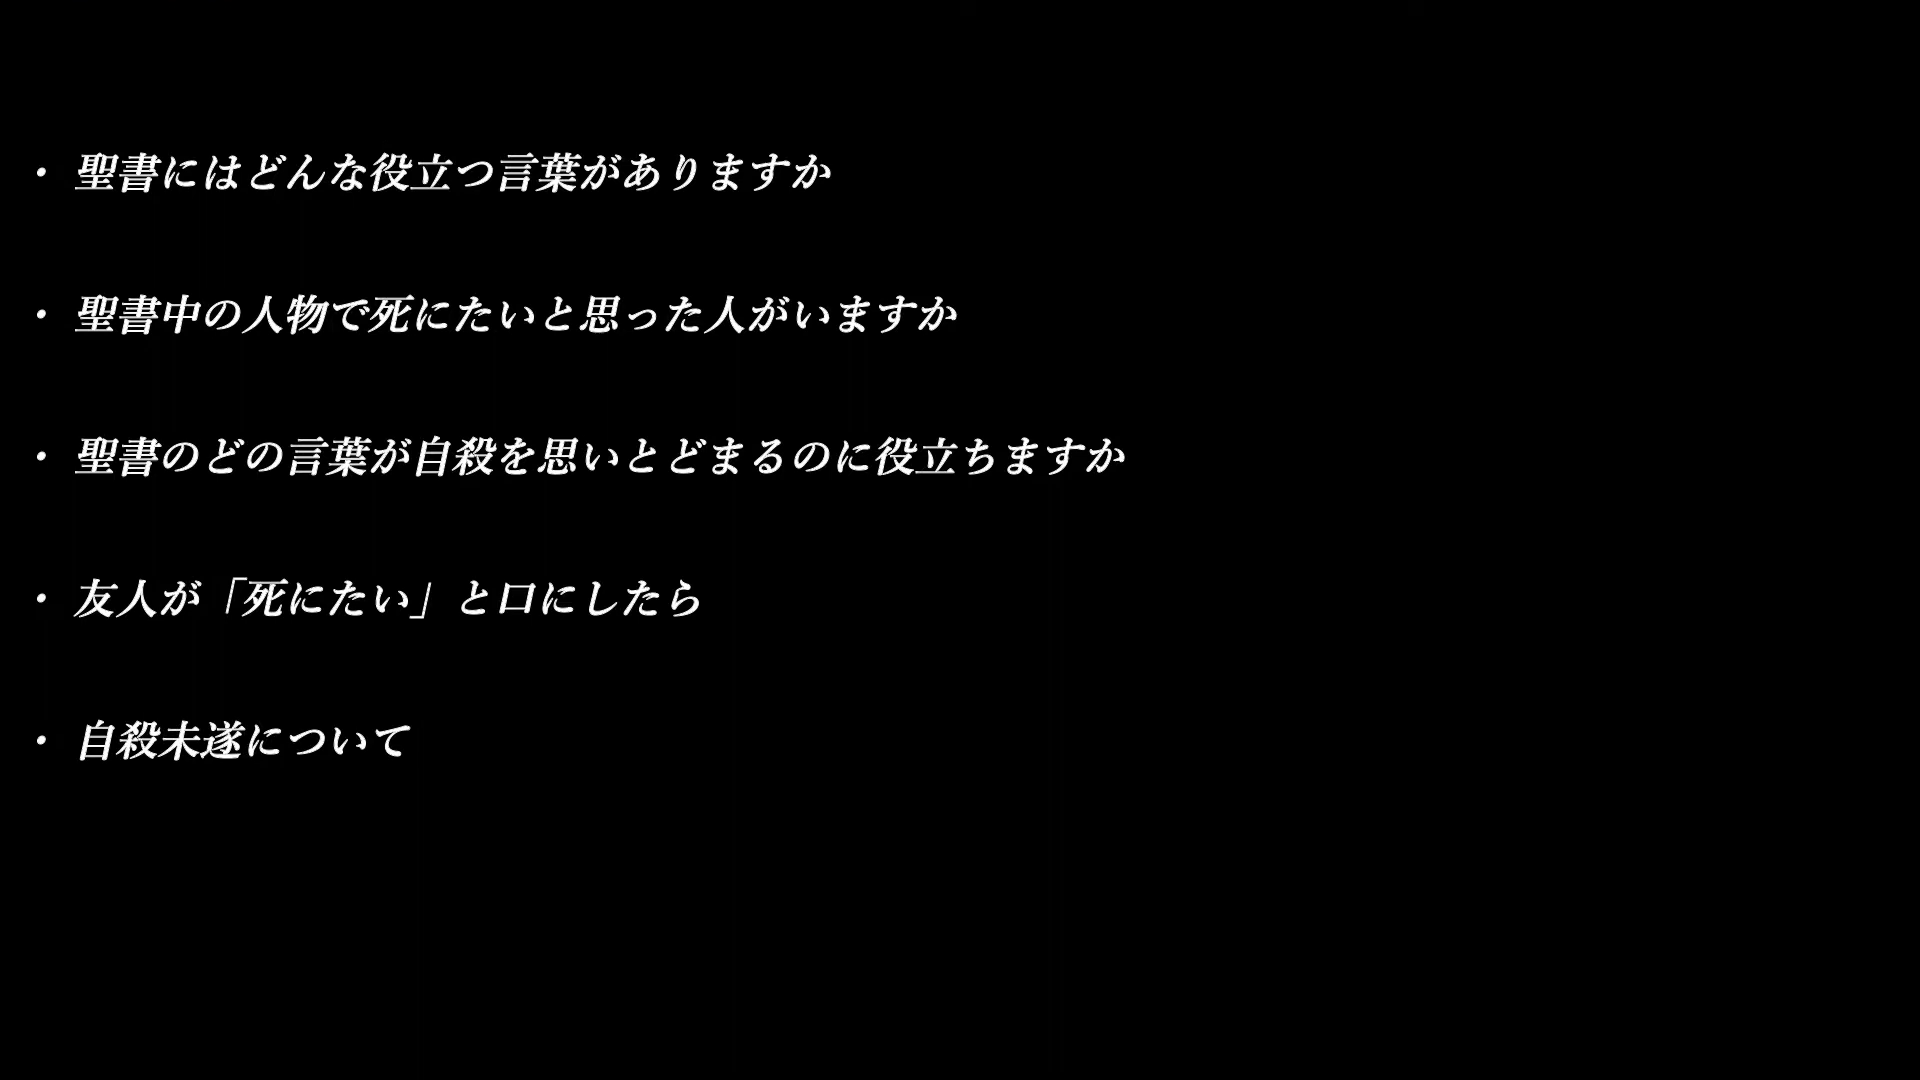 ・ 聖書にはどんな役立つ言葉がありますか
・ 聖書中の人物で死にたいと思った人がいますか
・ 聖書のどの言葉が自殺を思いとどまるのに役立ちますか
・ 友人が「死にたい」と口にしたら
・ 自殺未遂について